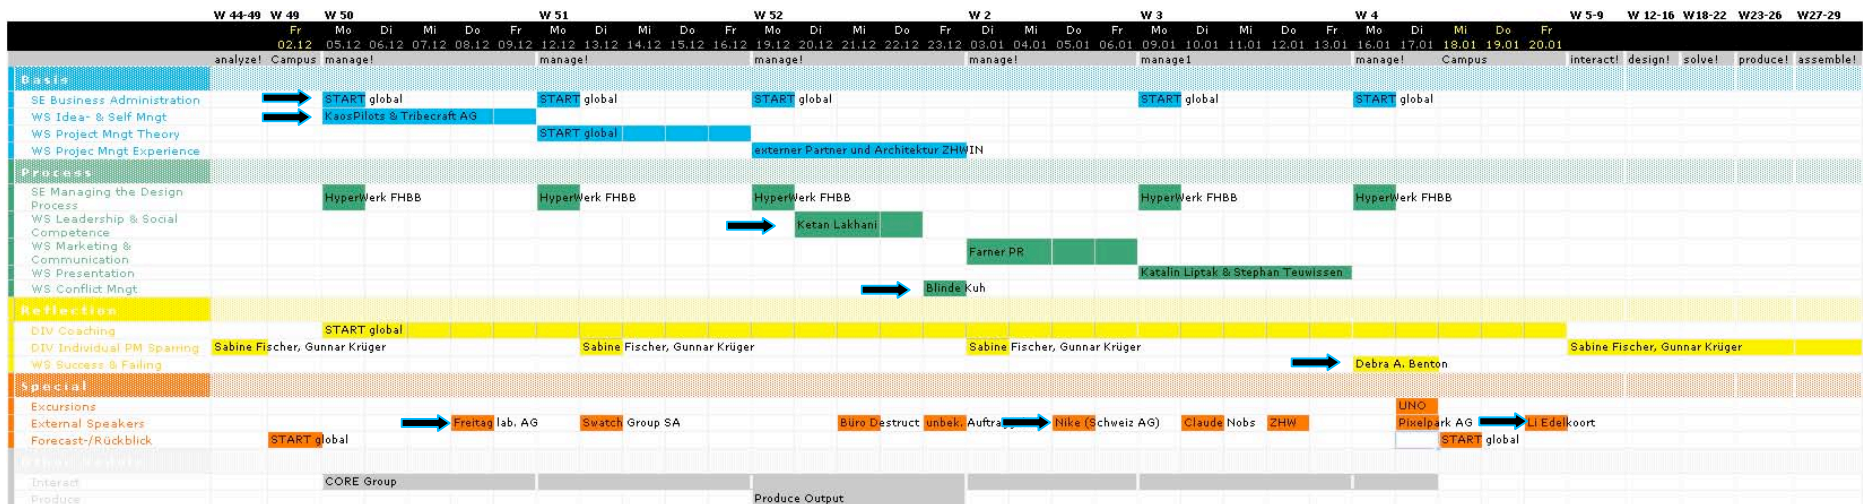 W 44-49 W 49 W 50 W 51 W 52 W 2 W 3 W 4 W 5-9 W 12-16 W18-22 W23-26 W27-29
Fr Mo Di Mi Do Fr Mo Di Mi Do Fr Mo Di Mi Do Fr Di Mi Do Fr Mo Di Mi Do Fr Mo Di Mi Do Fr
02.12 05.12 06.12 07.12 08.12 09.12 12.12 13.12 14.12 15.12 16.12 19.12 20.12 21.12 22.12 23.12 03.01 04.01 05.01 06.01 09.01 10.01 11.01 12.01 13.01 16.01 17.01 18.01 19.01 20.01
analyze! Campus manage! manage! manage! manage! manage1 manage! Campus interact! design! solve! produce! assemble!
Basis
SE Business Administration START global START global START global START global START global
WS Idea- & Self Mngt KaosPilots & Tribecraft AG
WS Project Mngt Theory START global
WS Projec Mngt Experience externer Partner und Architektur ZHWIN
Process
SE Managing the Design
Process HyperWerk FHBB HyperWerk FHBB HyperWerk FHBB HyperWerk FHBB HyperWerk FHBB
WS Leadership & Social
Competence Ketan Lakhani
WS Marketing &
Communication Farner PR
WS Presentation Katalin Liptak & Stephan Teuwissen
WS Conflict Mngt Blinde Kuh
Reflection
DIV Coaching START global
DIV Individual PM Sparring Sabine Fischer, Gunnar Krüger Sabine Fischer, Gunnar Krüger Sabine Fischer, Gunnar Krüger Sabine Fischer, Gunnar Krüger
WS Success & Failing Debra A. Benton
Special
Excursions UNO
External Speakers Freitag lab. AG Swatch Group SA Büro Destruct unbek. Nike (Schweiz AG) Claude Nobs ZHW Pixelpark AG Li Edelkoort
Forecast-/Rückblick START global START global
Other Module
Interact CORE Group
Produce Produce Output